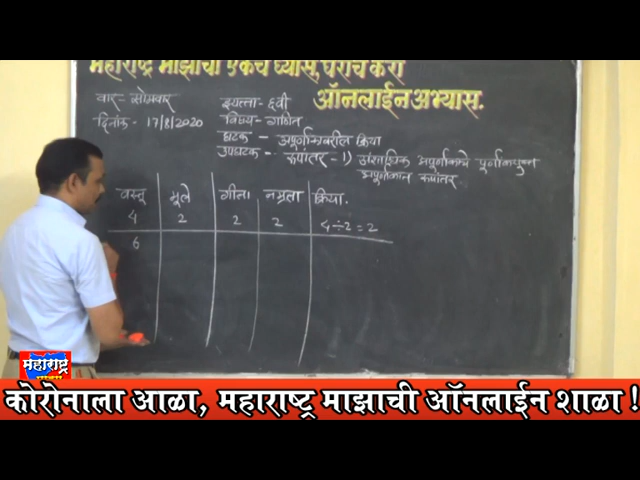 महाराष्ट्र माझाचा एकच ध्यास, घराच करा
ऑनलाईन अभ्यास.
वार- सोमवार
दिनांक- 17/8/2020
इयत्ता- ६वी
विषय- गणित
घटक - अपूर्णांकावरील क्रिया
उपघटक- रूपांतर- 1) अंशाधिक अपूर्णांकाचे पूर्णांकयुक्त
अपूर्णांकात रूपांतर.
वस्तू मुले गीता नम्रता क्रिया
4 2 2 2 4÷2=2
6
महाराष्ट्र
माझा
कोरोनाला आळा, महाराष्ट्र माझाची ऑनलाईन शाळा !